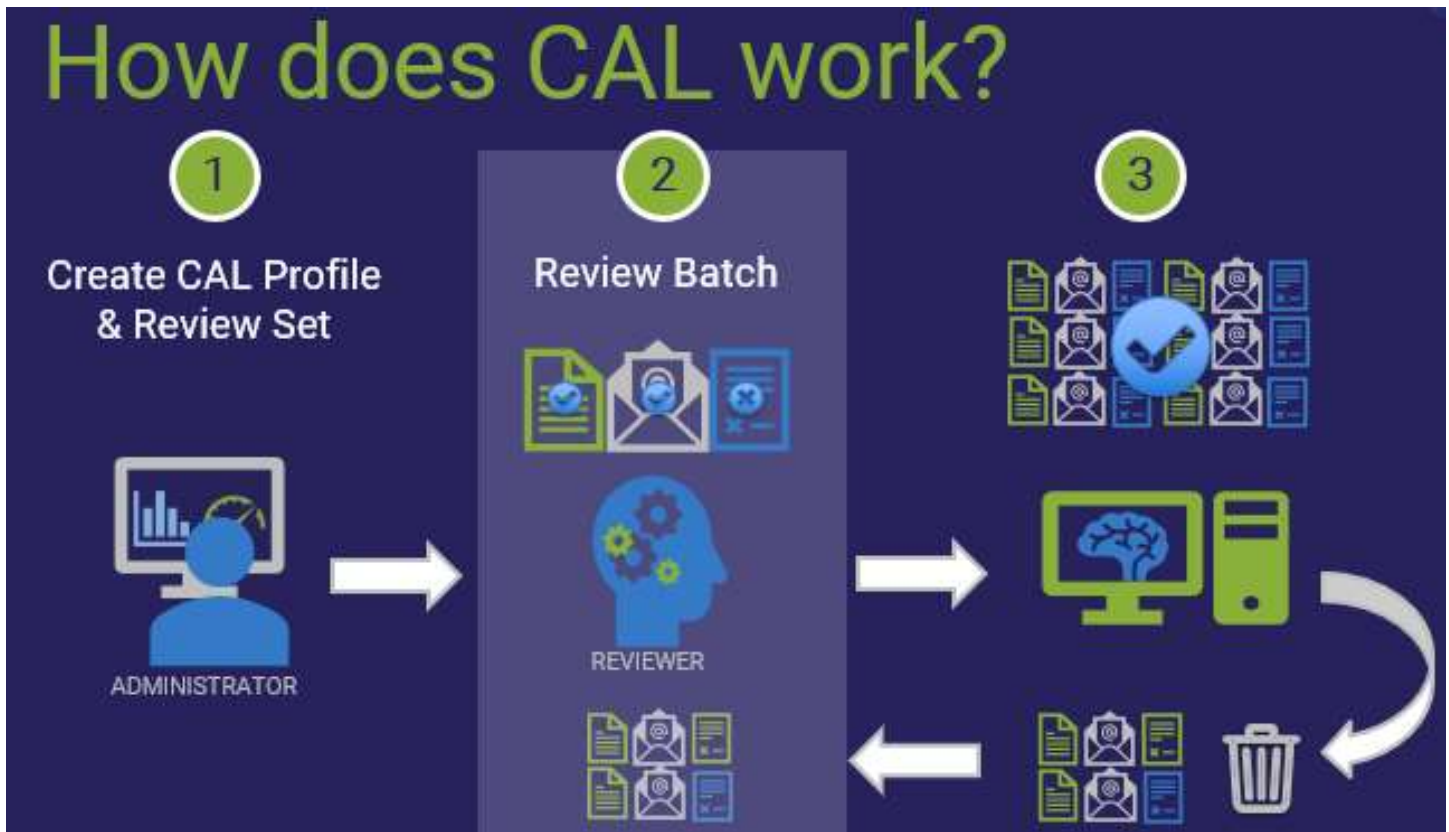 How does CAL work?
1
2
3
Create CAL Profile
& Review Set
Review Batch
ADMINISTRATOR
REVIEWER